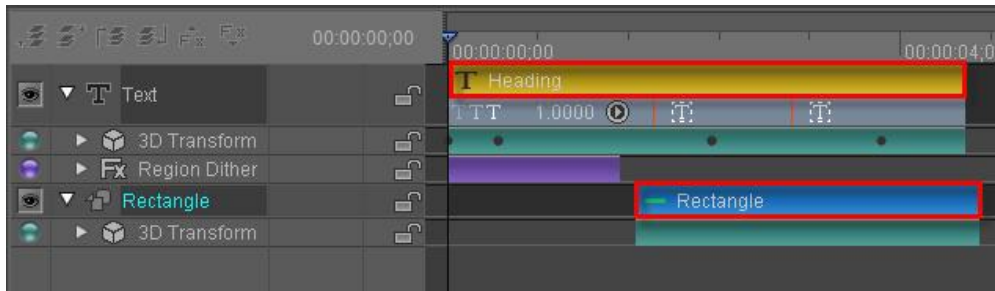 00:00:00;00
00:00:00;00
00:00:04;0
Text
T Heading
T T T 1.0000 T T
3D Transform
Fx Region Dither
Rectangle
Rectangle
3D Transform